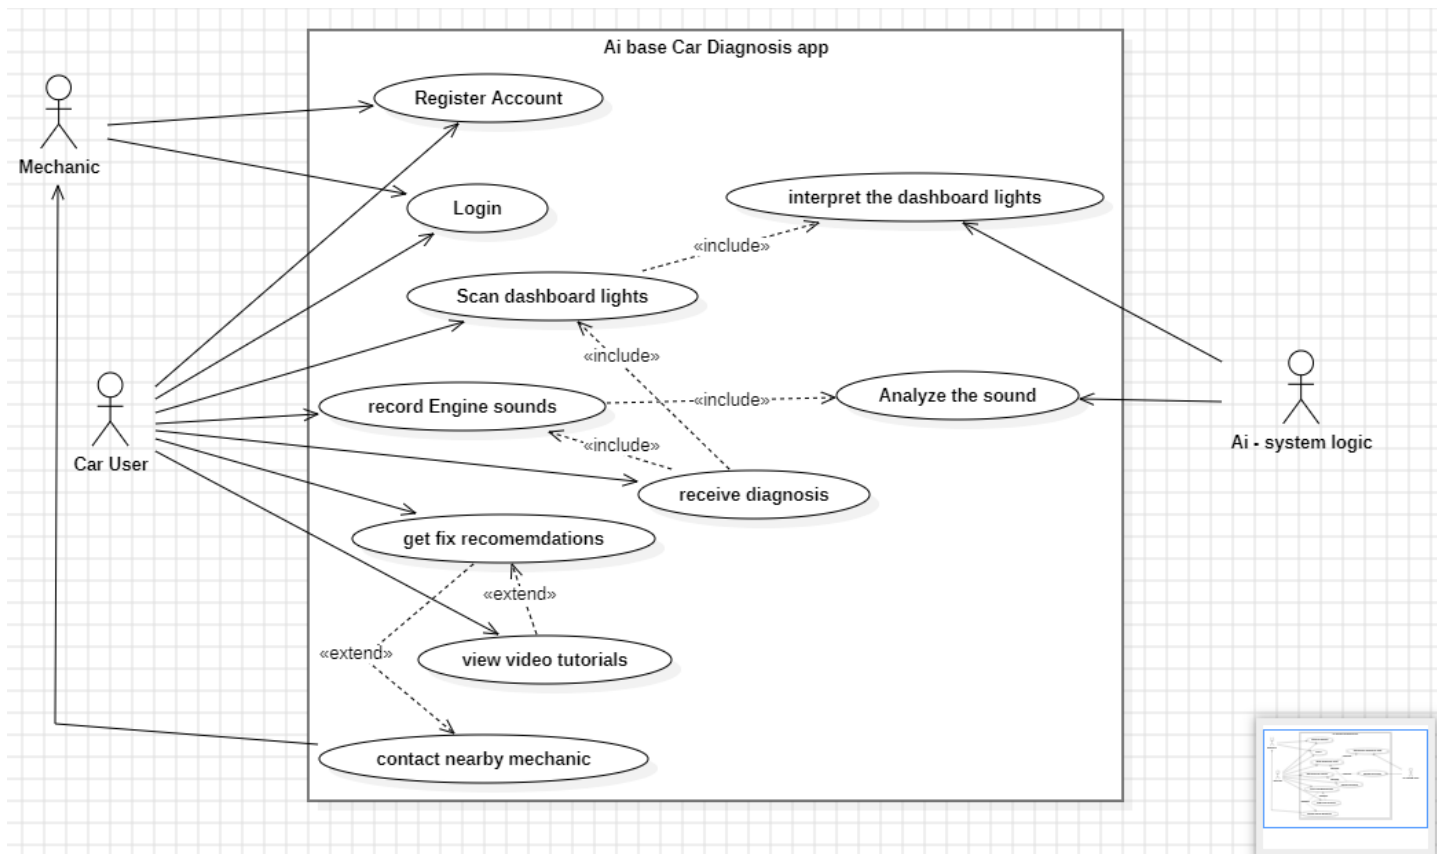 Ai base Car Diagnosis app
Register Account
Mechanic
Login
interpret the dashboard lights
«include»
Scan dashboard lights
«include»
record Engine sounds
«include»
Analyze the sound
Ai - system logic
Car User
«include»
receive diagnosis
get fix recomemdations
«extend»
«extend»
view video tutorials
contact nearby mechanic